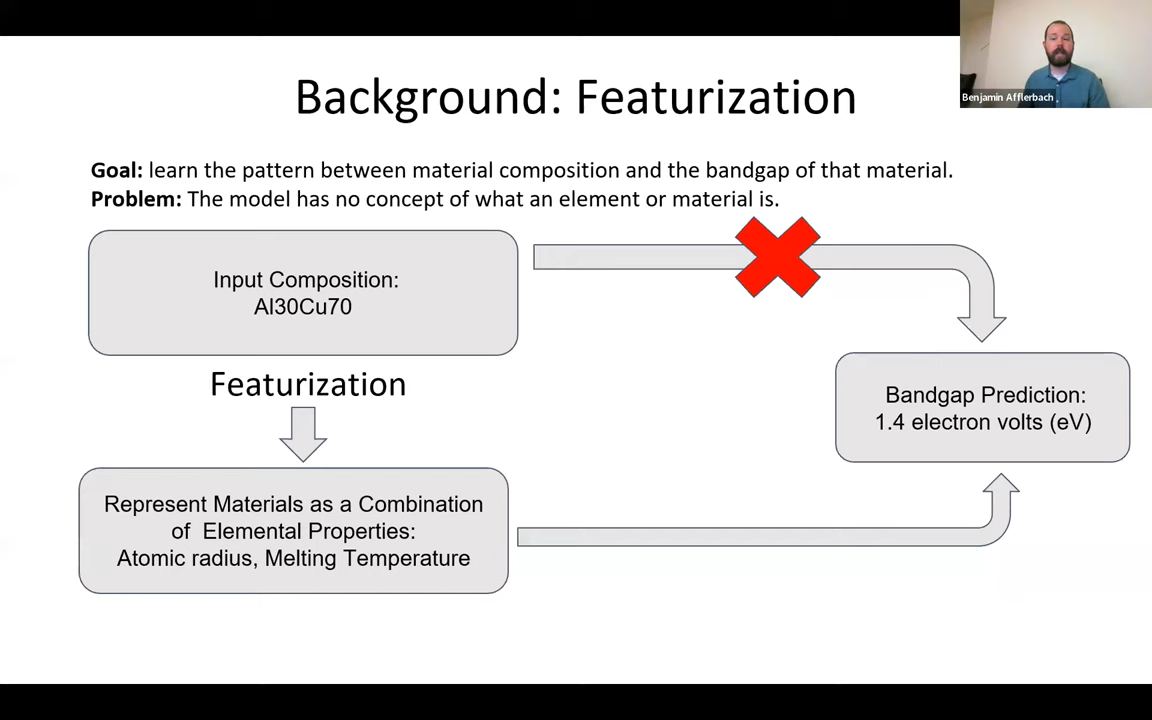 Background: Featurization
Benjamin Afflerbach
Goal: learn the pattern between material composition and the bandgap of that material.
Problem: The model has no concept of what an element or material is.
Input Composition:
Al30Cu70
Featurization
Bandgap Prediction:
1.4 electron volts (eV)
Represent Materials as a Combination
of Elemental Properties:
Atomic radius, Melting Temperature